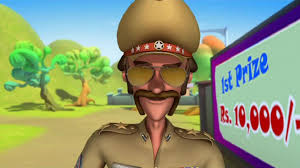 1st Prize
Rs. 10,000/-